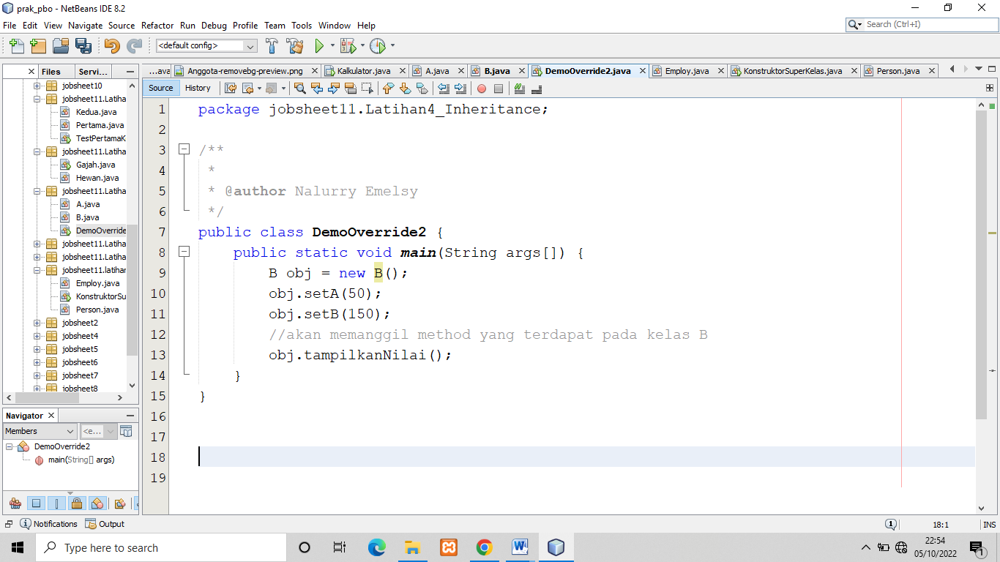 prak_pbo - NetBeans IDE 8.2
File Edit View Navigate Source Refactor Run Debug Profile Team Tools Window Help
Search (Ctrl+I)
<default config>
Files Servi...
...ava Anggota-removebg-preview.png Kalkulator.java A.java B.java DemoOverride2.java Employ.java KonstruktorSuperKelas.java Person.java
Source History
jobsheet10
jobsheet11.Latiha
Kedua.java
Pertama.java
TestPertamaK
jobsheet11.Latiha
Gajah.java
Hewan.java
jobsheet11.Latiha
A.java
B.java
DemoOverride
jobsheet11.Latiha
jobsheet11.Latiha
jobsheet11.latihar
Employ.java
KonstruktorSu
Person.java
jobsheet2
jobsheet4
jobsheet5
jobsheet6
jobsheet7
jobsheet8
1 package jobsheet11.Latihan4_Inheritance;
2
3 /**
4 *
5 * @author Nalurry Emelsy
6 */
7 public class DemoOverride2 {
8 public static void main(String args[]) {
9 B obj = new B();
10 obj.setA(50);
11 obj.setB(150);
12 //akan memanggil method yang terdapat pada kelas B
13 obj.tampilkanNilai();
14 }
15 }
16
17
18
19
Navigator
Members <e...
DemoOverride2
main(String[] args)
Notifications Output
18:1 INS
Type here to search
22:54
05/10/2022
1